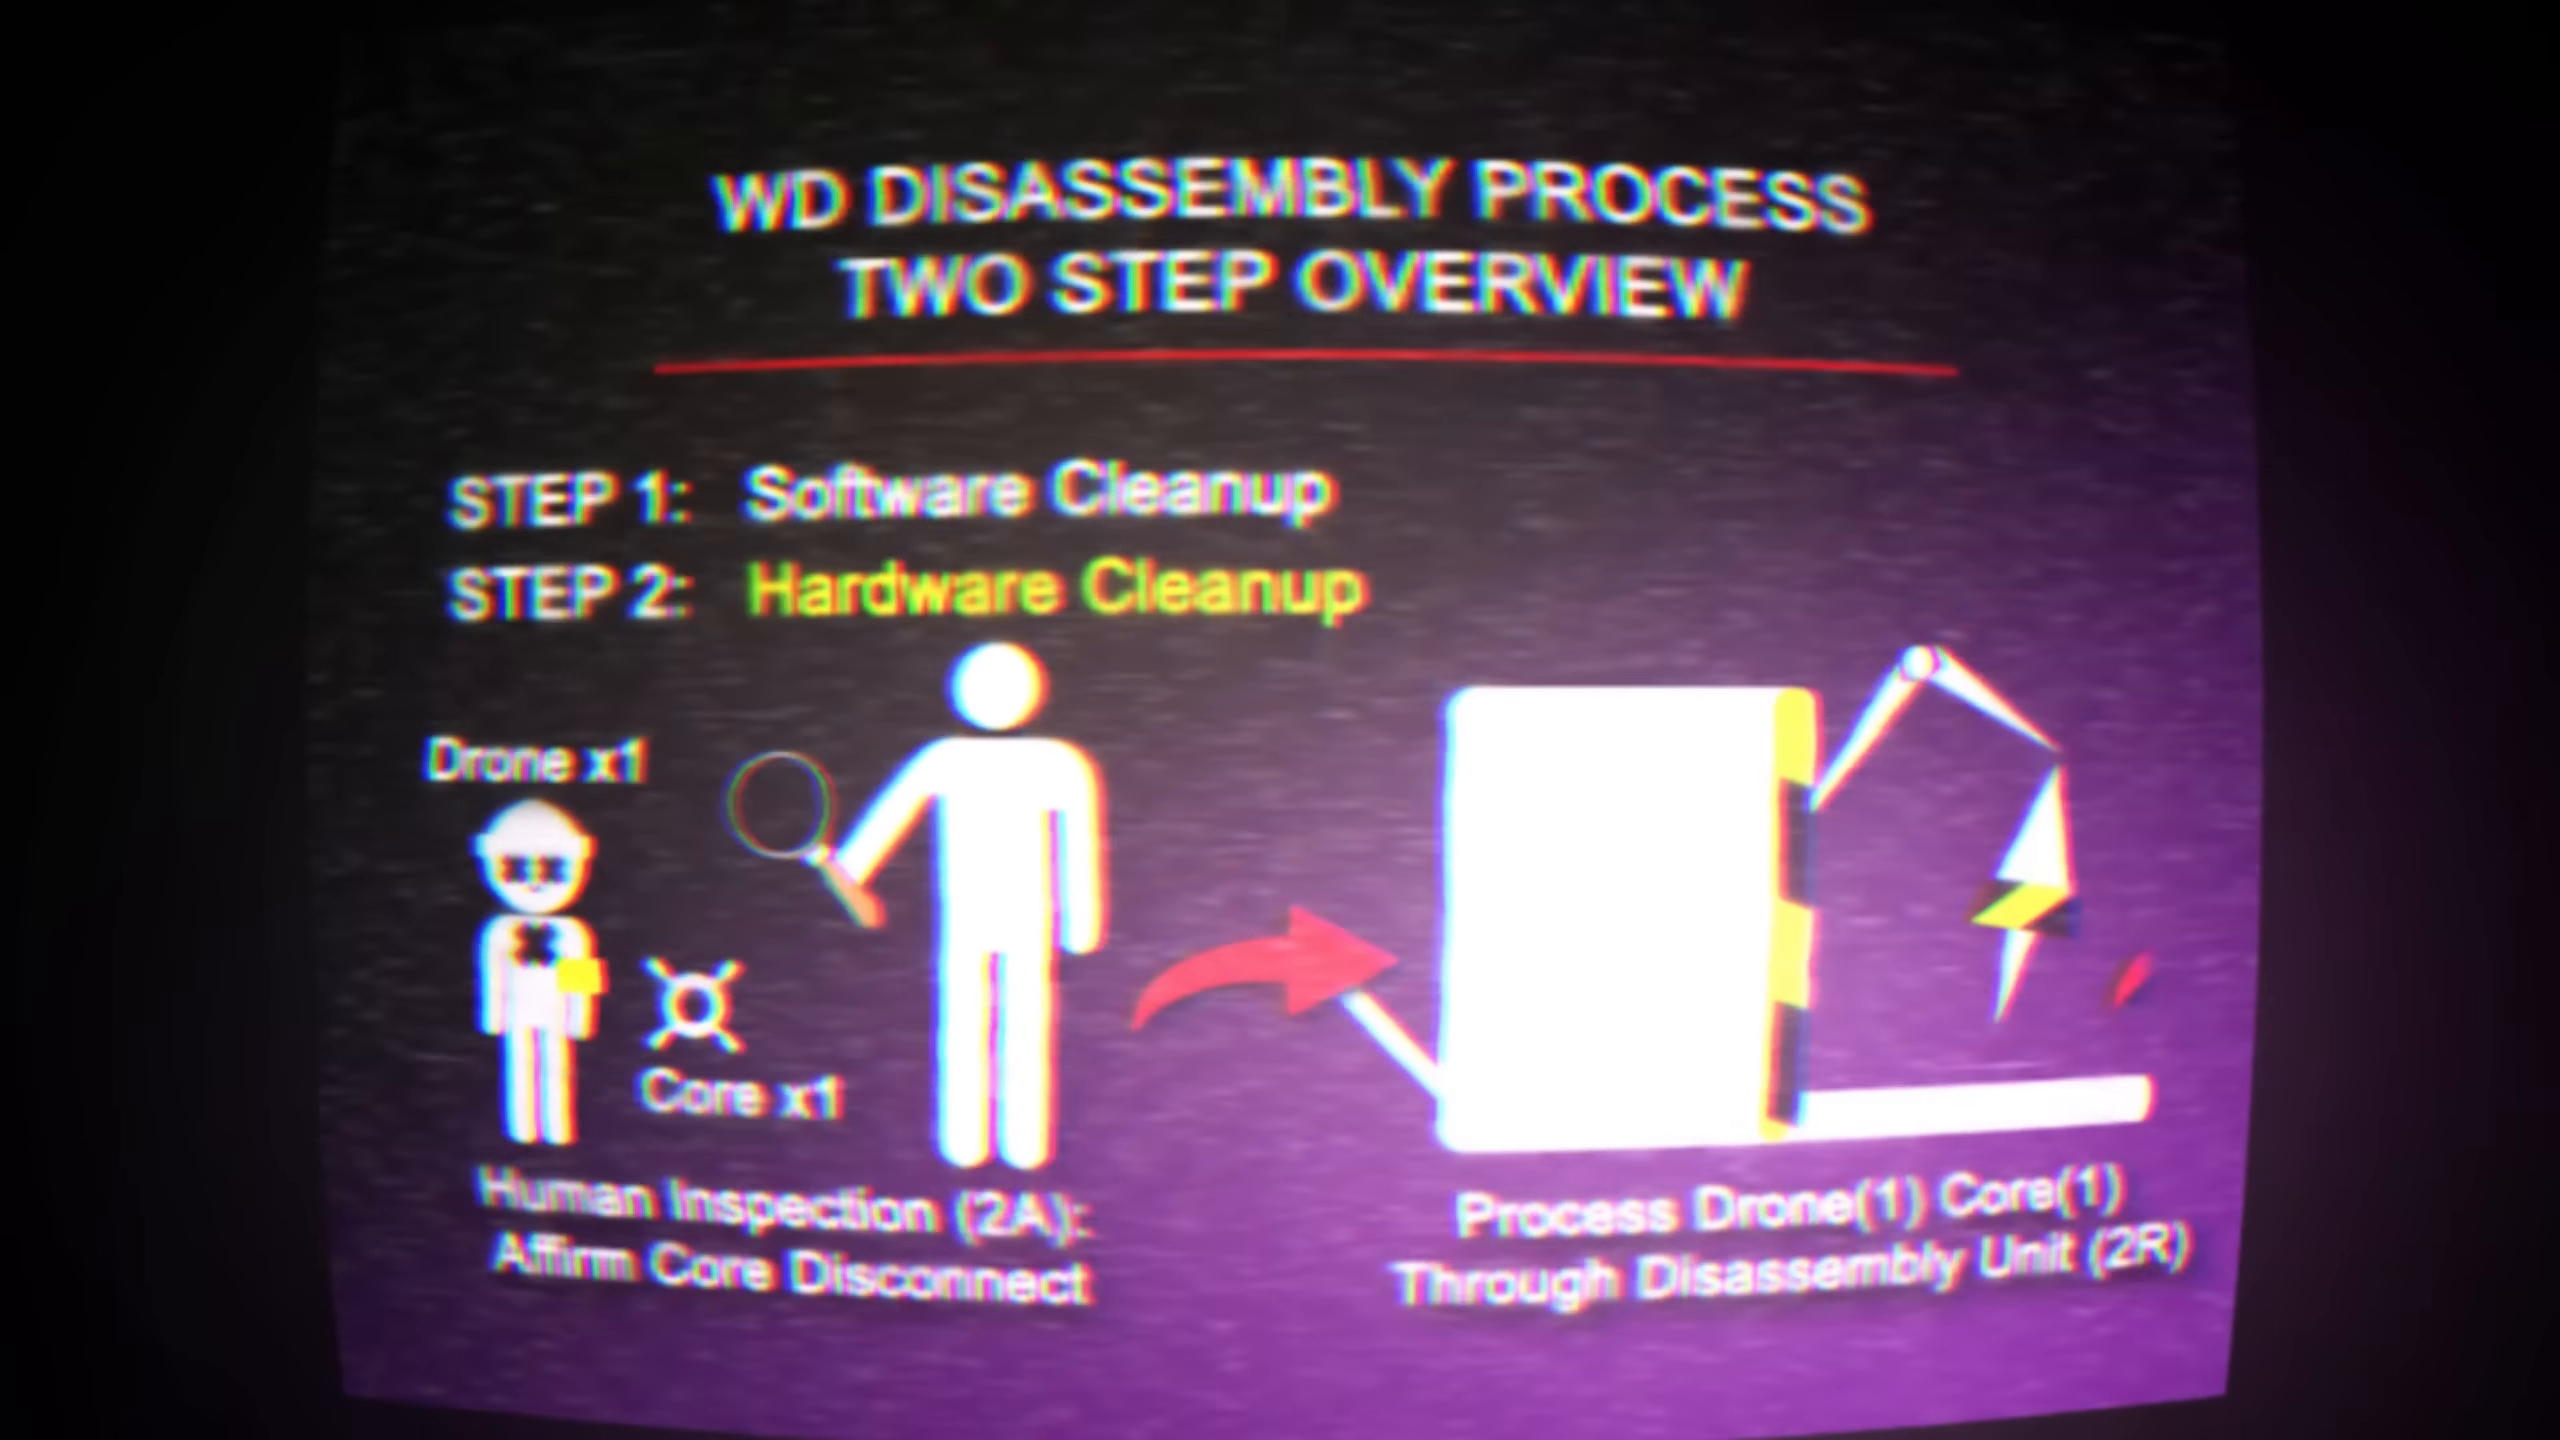 WD DISASSEMBLY PROCESS
TWO STEP OVERVIEW
STEP 1: Software Cleanup
STEP 2: Hardware Cleanup
Drone x1
Core x1
Human Inspection (2A):
Affirm Core Disconnect
Process Drone(1) Core(1)
Through Disassembly Unit (2R)